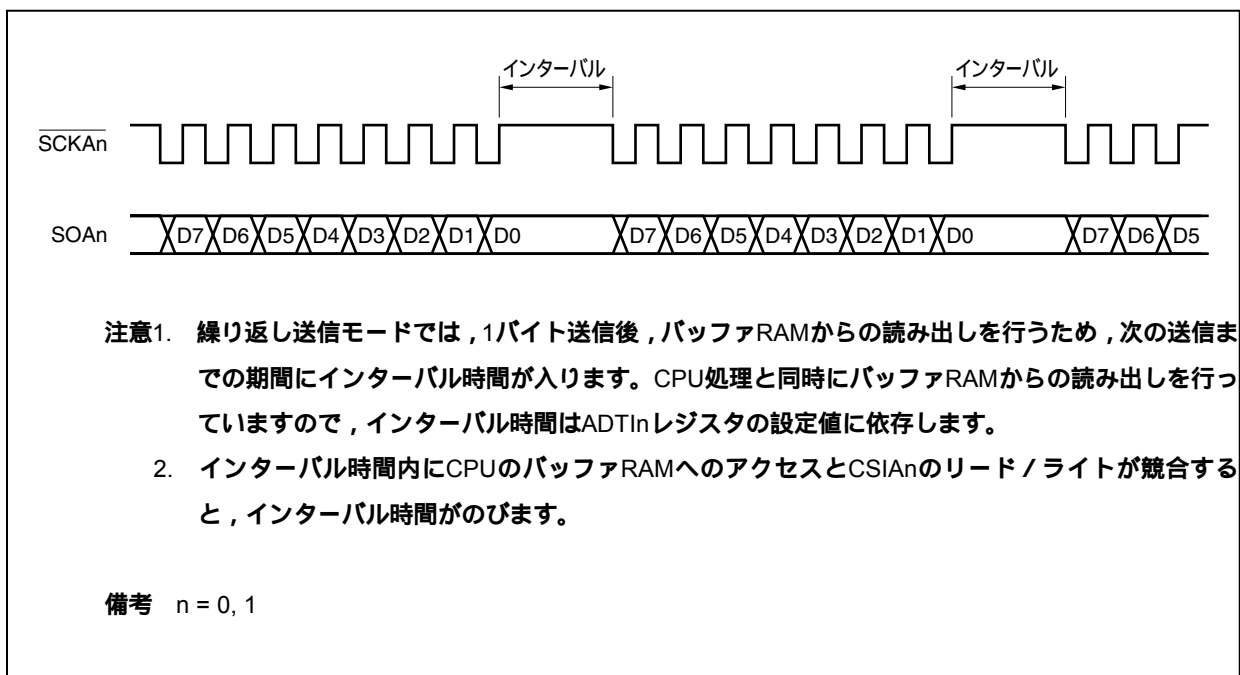 インターバル インターバル
SCKAn
SOAn D7 D6 D5 D4 D3 D2 D1 D0 D7 D6 D5 D4 D3 D2 D1 D0 D7 D6 D5
注意1. 繰り返し送信モードでは，1バイト送信後，バッファRAMからの読み出しを行うため，次の送信ま
での期間にインターバル時間が入ります。CPU処理と同時にバッファRAMからの読み出しを行っ
ていますので，インターバル時間はADTInレジスタの設定値に依存します。
2. インターバル時間内にCPUのバッファRAMへのアクセスとCSIAnのリード／ライトが競合する
と，インターバル時間がのびます。
備考 n = 0, 1